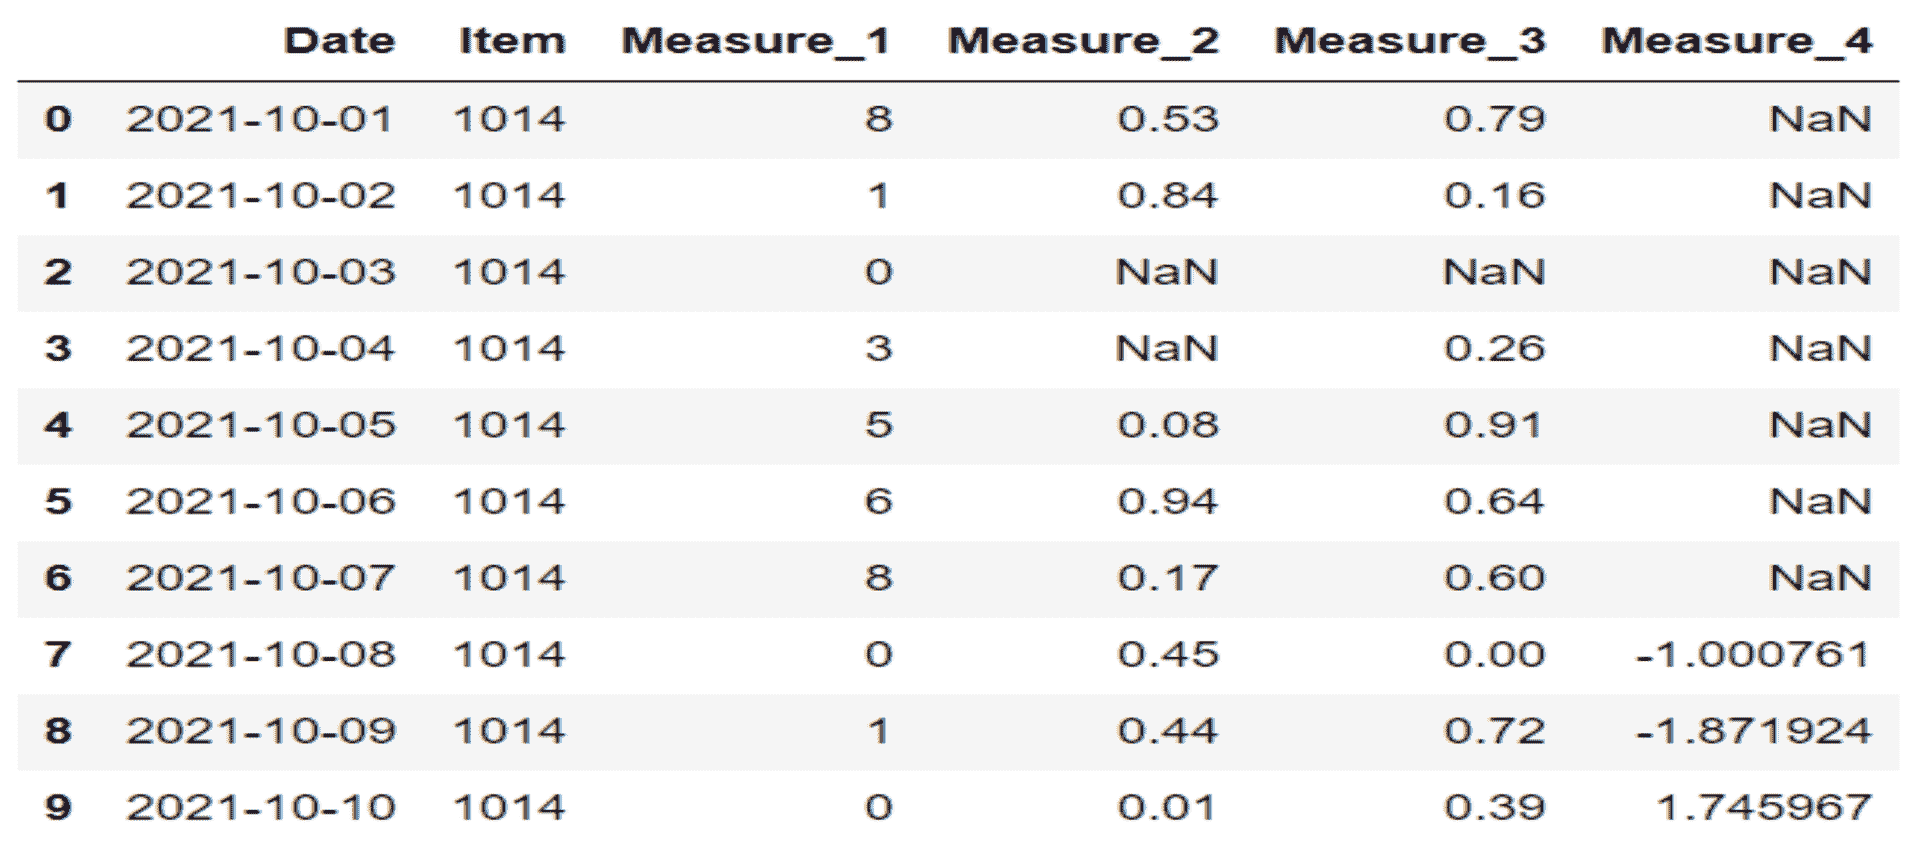 Date Item Measure_1 Measure_2 Measure_3 Measure_4
0 2021-10-01 1014 8 0.53 0.79 NaN
1 2021-10-02 1014 1 0.84 0.16 NaN
2 2021-10-03 1014 0 NaN NaN NaN
3 2021-10-04 1014 3 NaN 0.26 NaN
4 2021-10-05 1014 5 0.08 0.91 NaN
5 2021-10-06 1014 6 0.94 0.64 NaN
6 2021-10-07 1014 8 0.17 0.60 NaN
7 2021-10-08 1014 0 0.45 0.00 -1.000761
8 2021-10-09 1014 1 0.44 0.72 -1.871924
9 2021-10-10 1014 0 0.01 0.39 1.745967